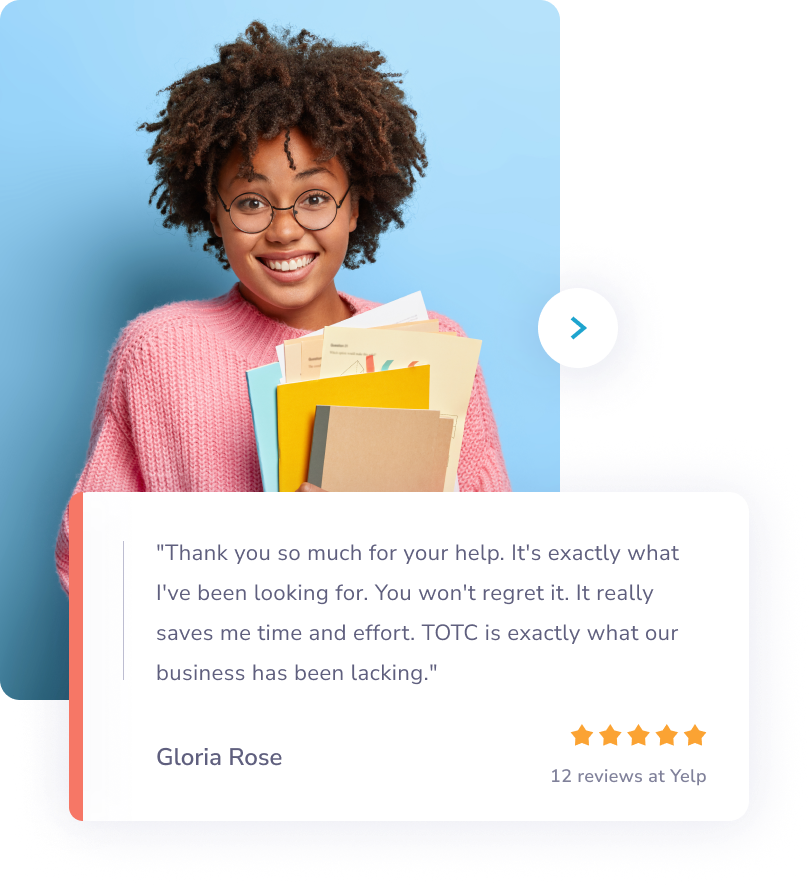 "Thank you so much for your help. It's exactly what
I've been looking for. You won't regret it. It really
saves me time and effort. TOTC is exactly what our
business has been lacking."
Gloria Rose
12 reviews at Yelp